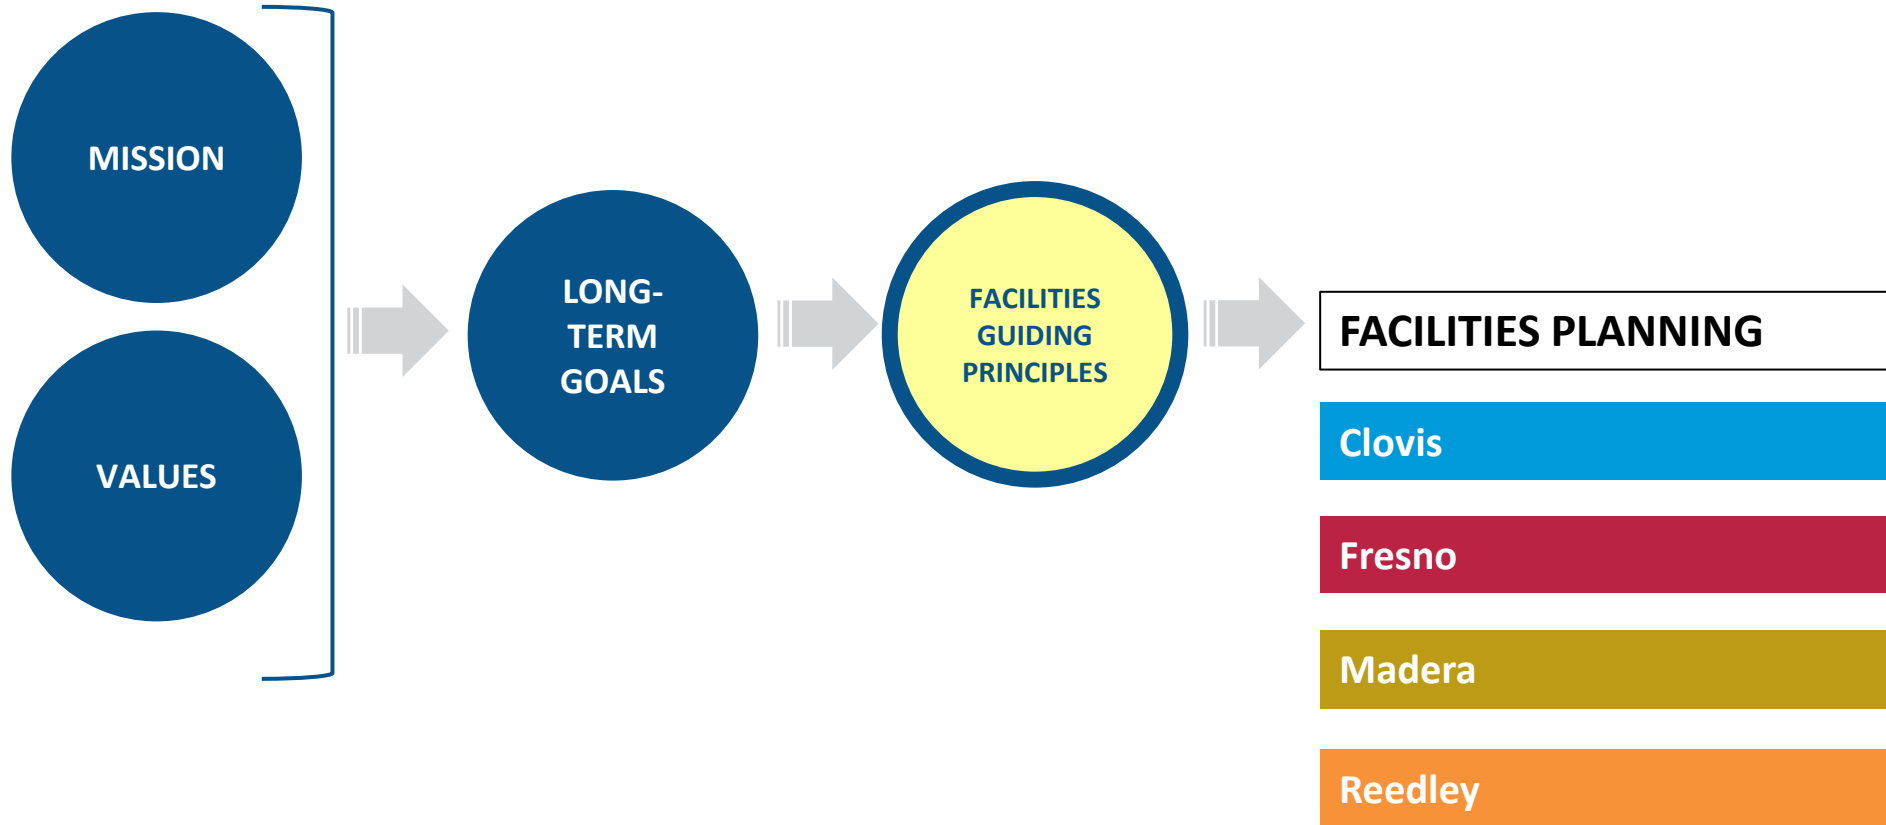 MISSION
VALUES
LONG-
TERM
GOALS
FACILITIES
GUIDING
PRINCIPLES
FACILITIES PLANNING
Clovis
Fresno
Madera
Reedley